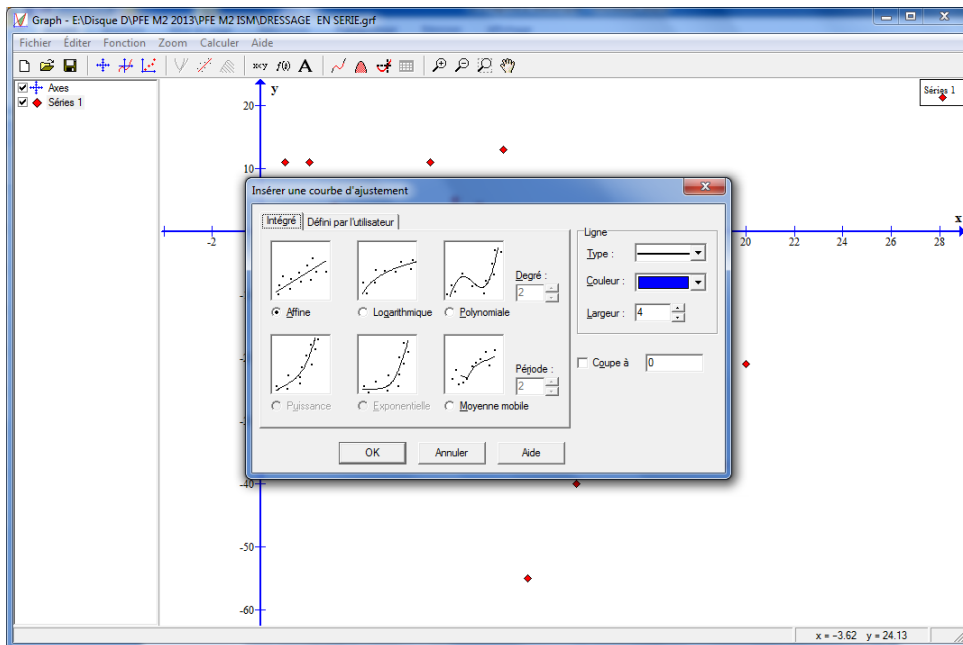 Graph - E:\Disque D\PFE M2 2013\PFE M2 ISM\DRESSAGE EN SERIE.grf
Fichier Éditer Fonction Zoom Calculer Aide
x=y f(x) A
Axes
Séries 1
y
Séries 1
20
10
Insérer une courbe d'ajustement
Intégré Défini par l'utilisateur
Ligne
Type :
Couleur :
Largeur : 4
Degré :
2
Affine Logarithmique Polynomiale
Coupe à 0
Période :
2
Puissance Exponentielle Moyenne mobile
OK Annuler Aide
x
-2 20 22 24 26 28
-40
-50
-60
x = -3.62 y = 24.13